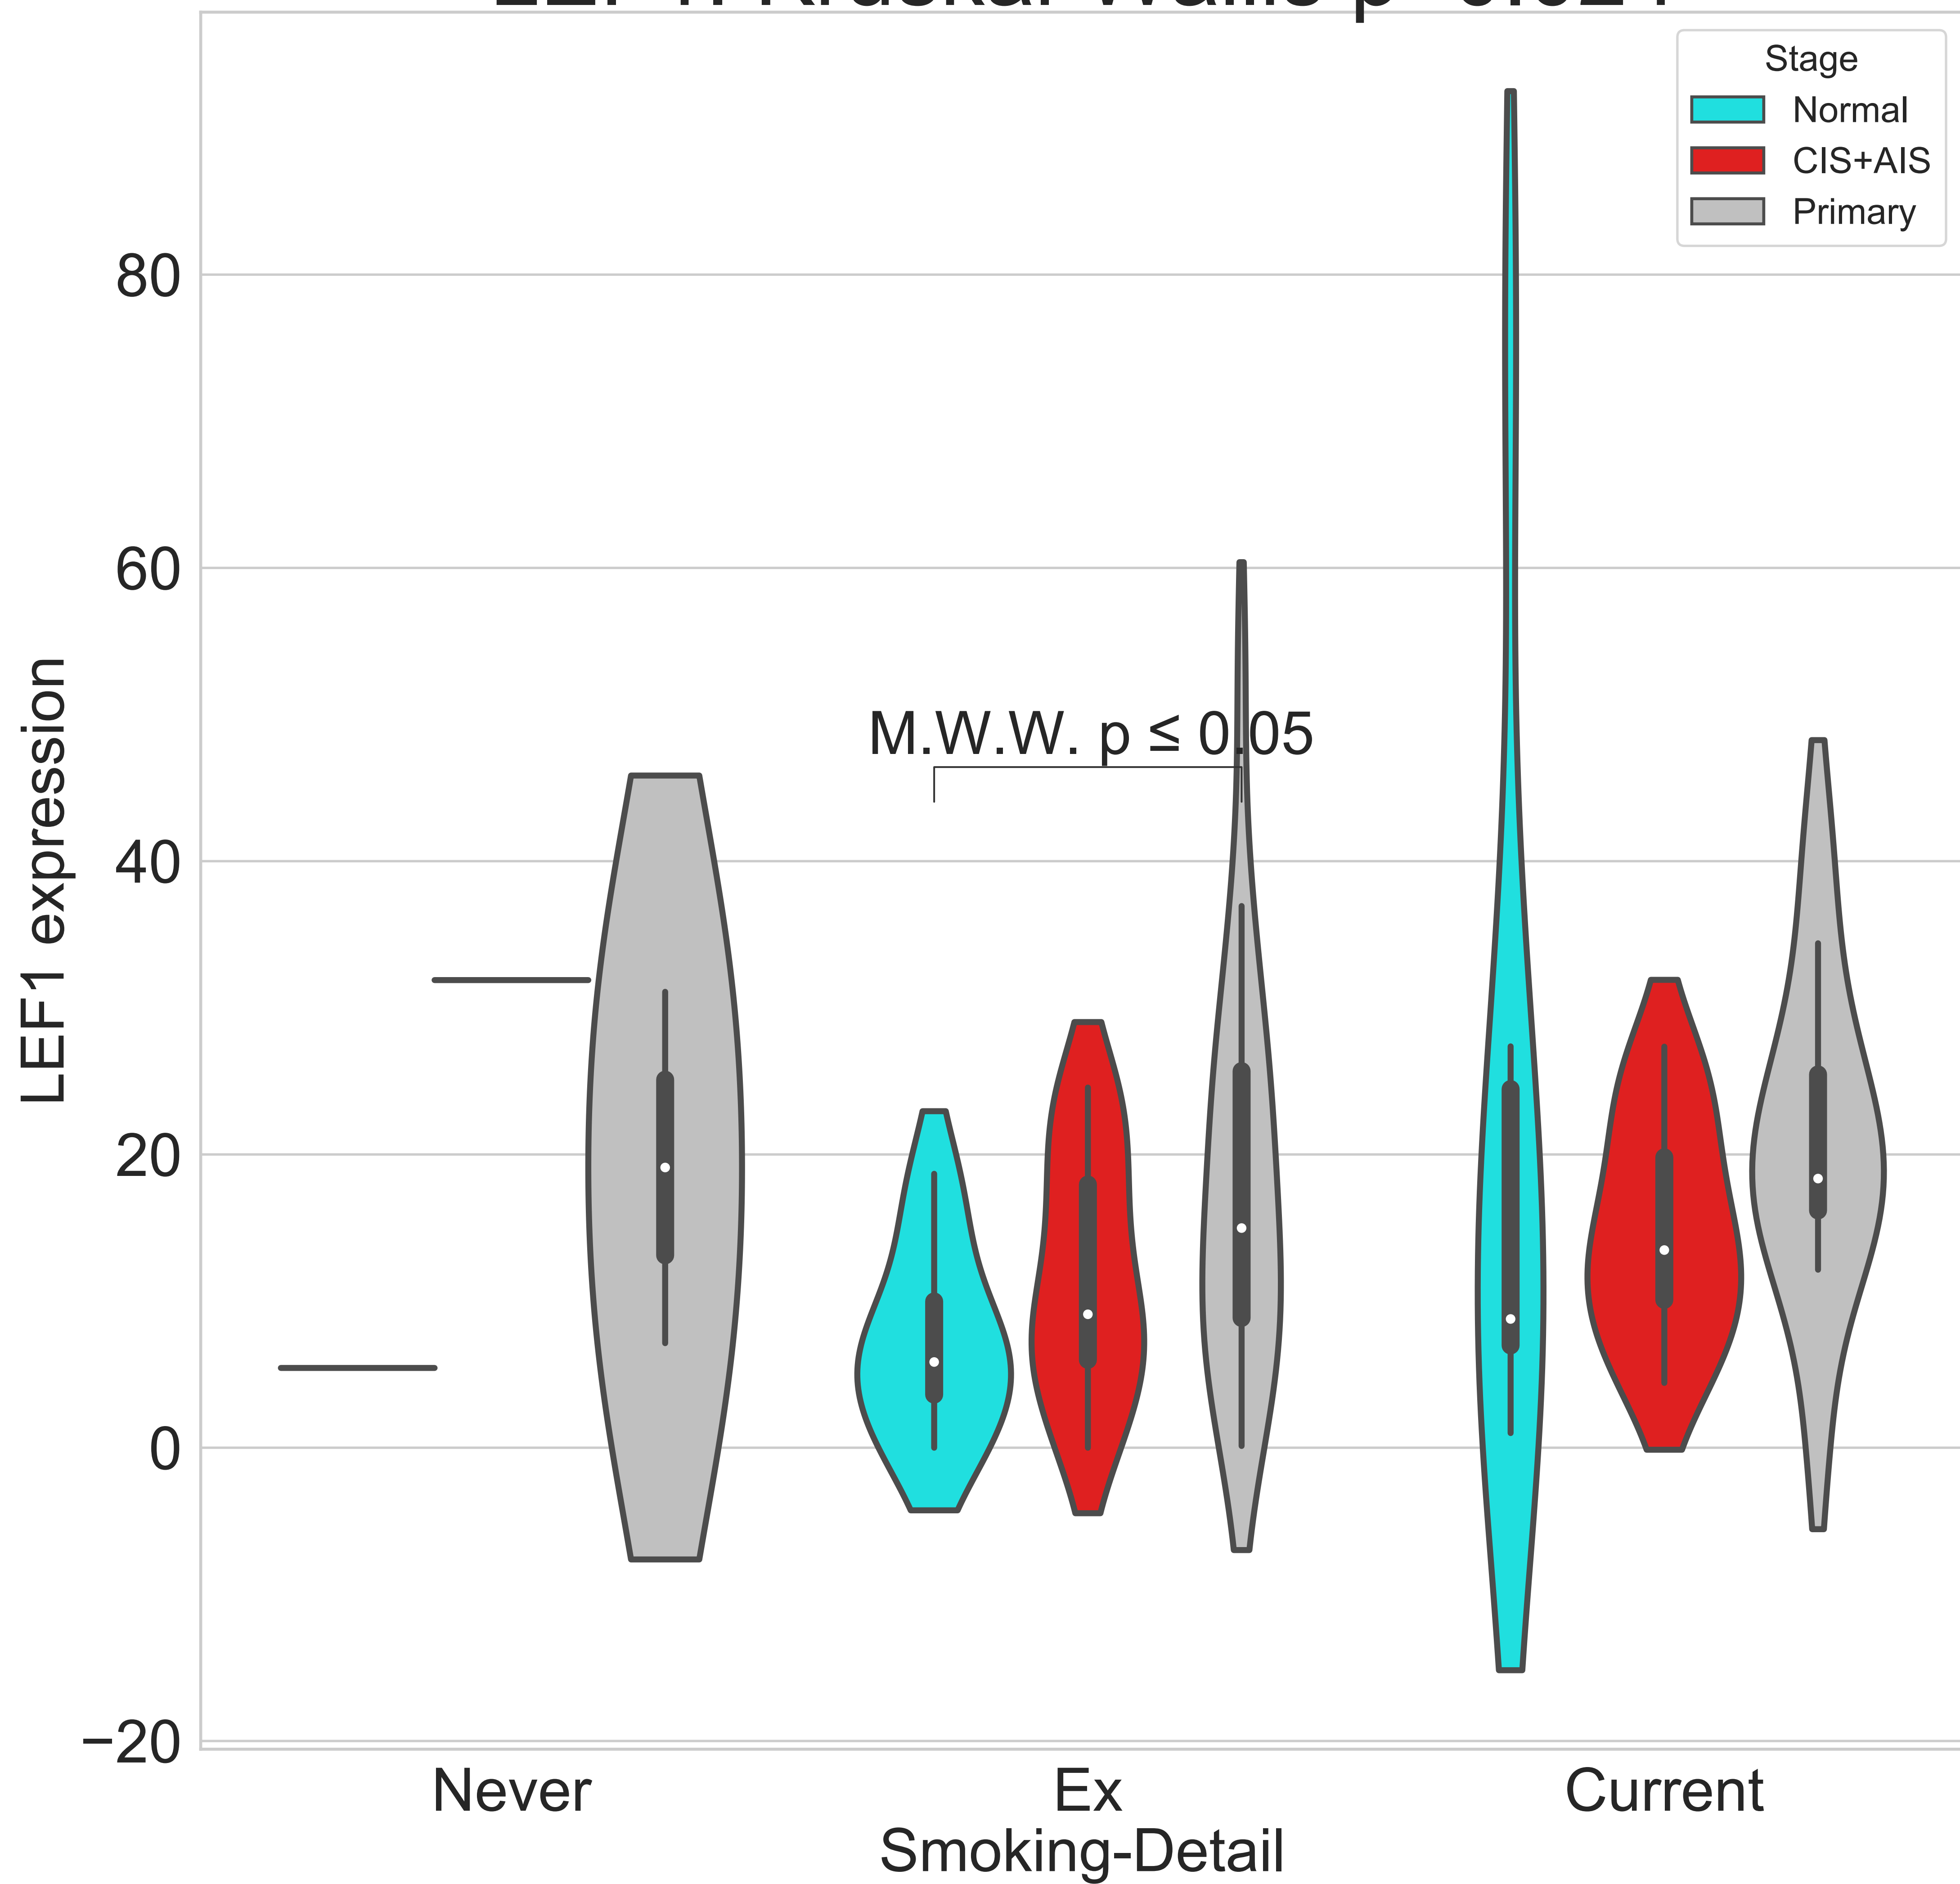 Stage
Normal
CIS+AIS
Primary
80
60
40
20
0
−20
LEF1 expression
M.W.W. p ≤ 0.05
Never
Ex
Current
Smoking-Detail